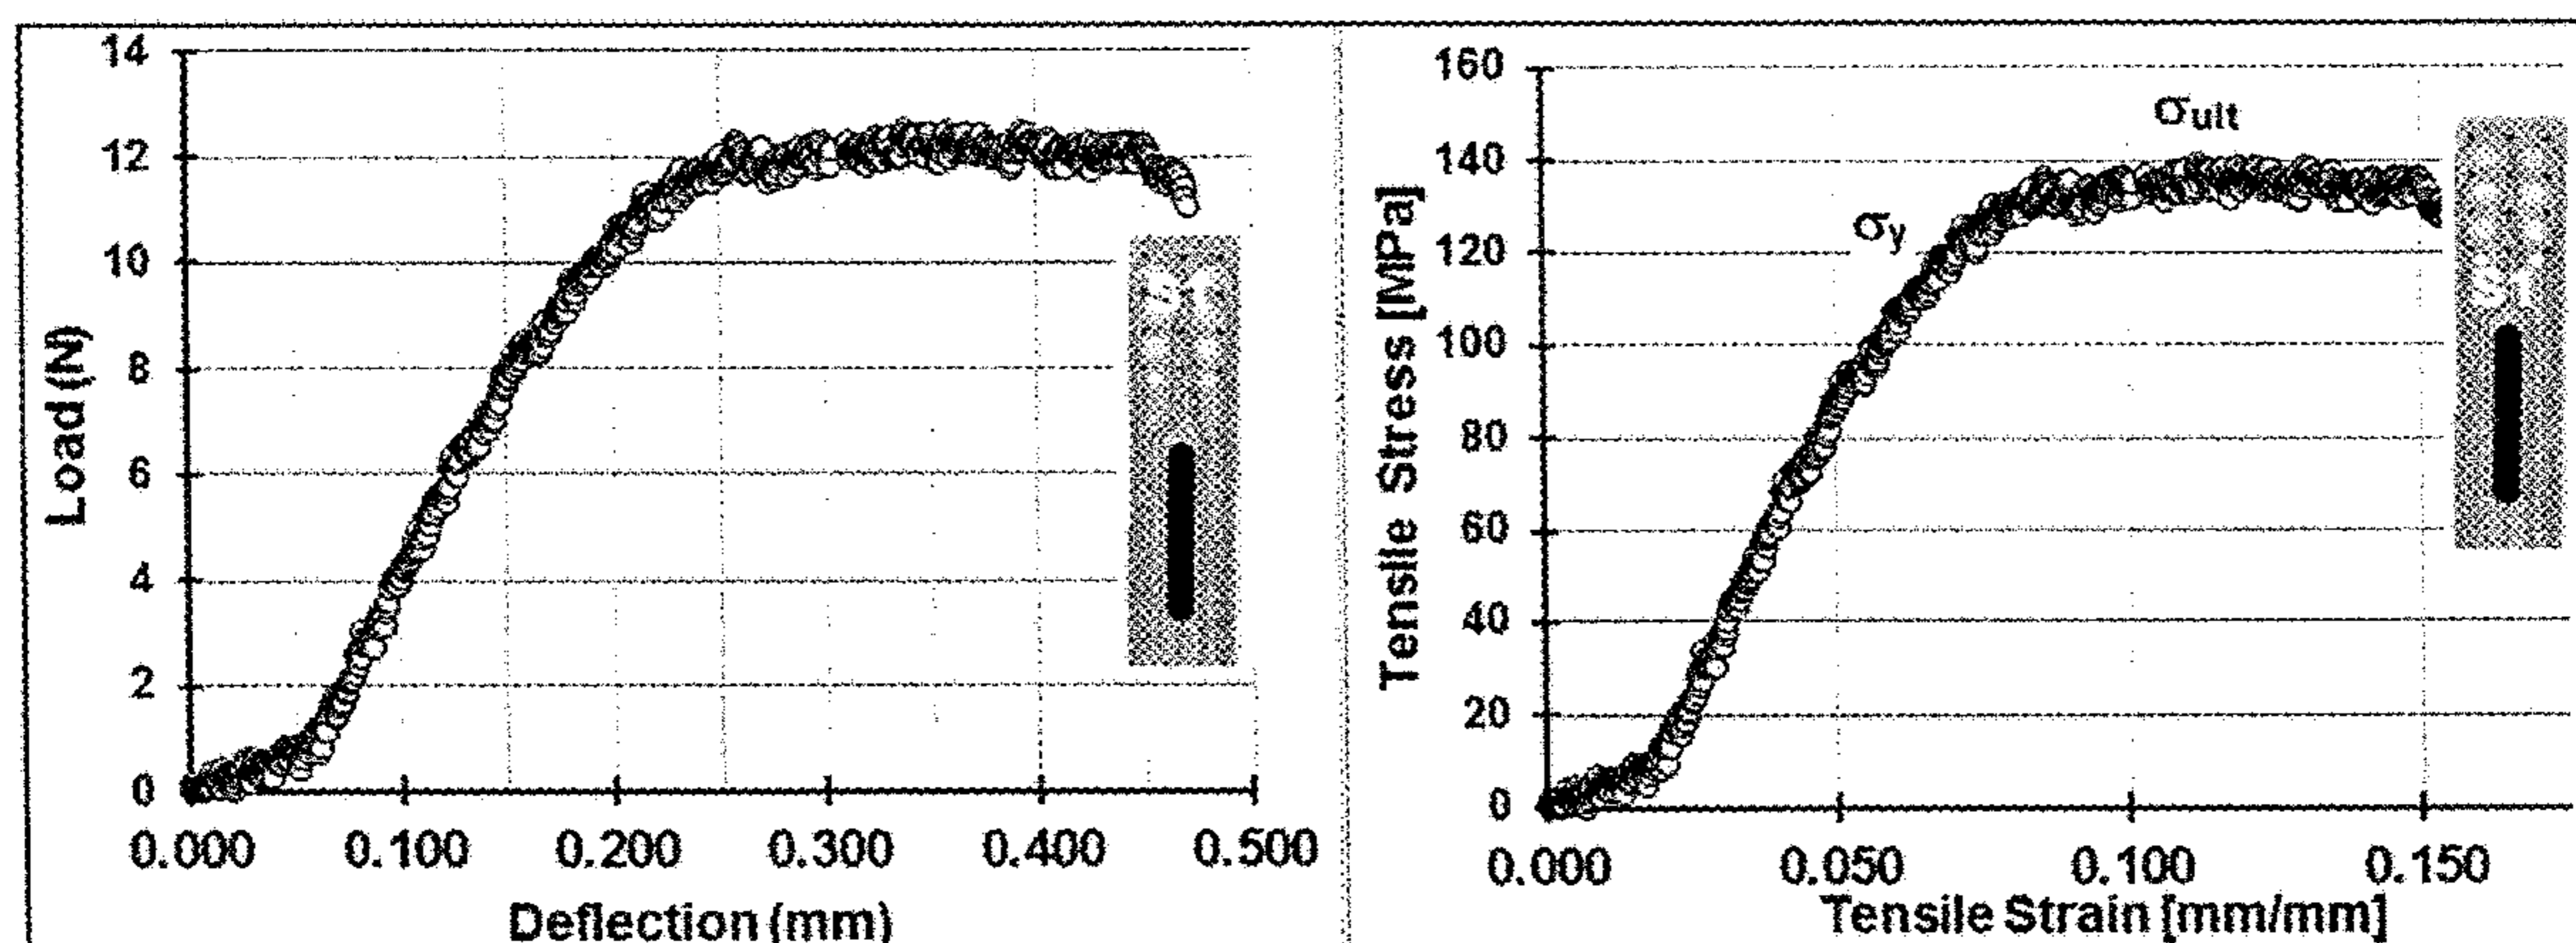 14
12
10
8
6
4
2
0
Load (N)
0.000 0.100 0.200 0.300 0.400 0.500
Deflection (mm)
160
140
120
100
80
60
40
20
0
Tensile Stress [MPa]
σult
σy
0.000 0.050 0.100 0.150
Tensile Strain [mm/mm]